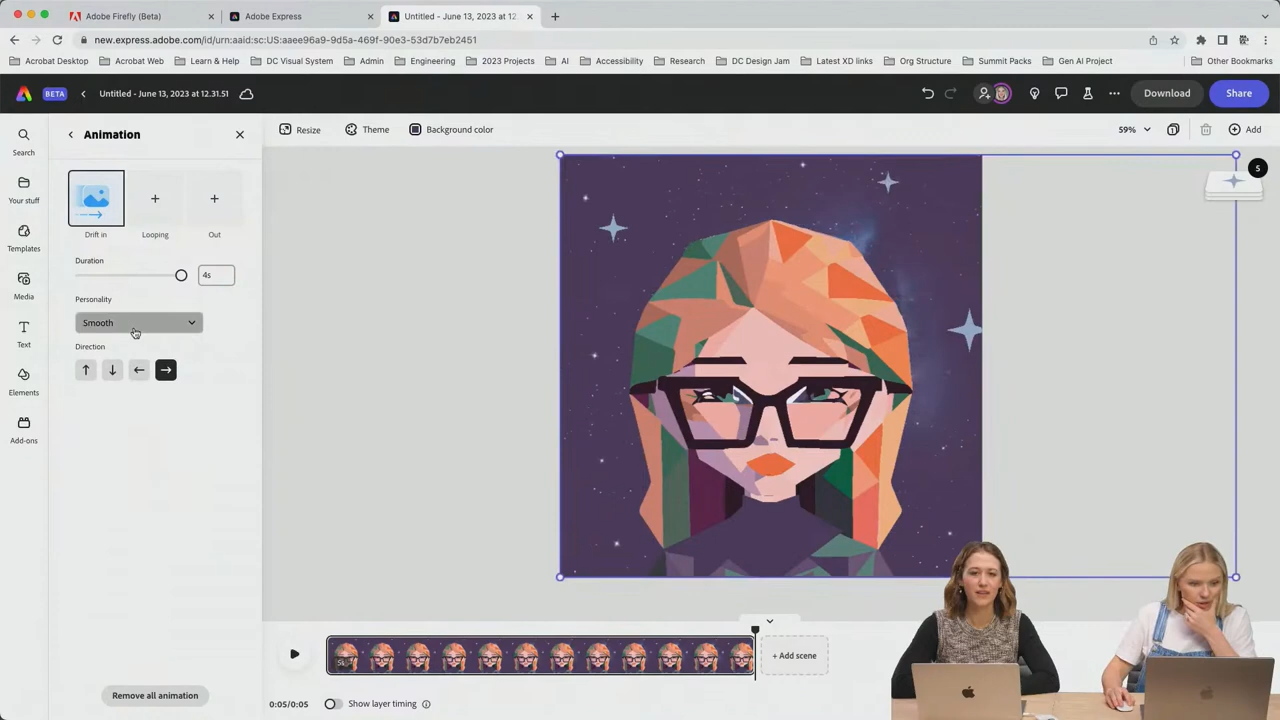 Adobe Firefly (Beta)
Adobe Express
Untitled - June 13, 2023 at 12
new.express.adobe.com/id/urn:aaid:sc:US:aaee96a9-9d5a-469f-90e3-53d7b7eb2451
Acrobat Desktop
Acrobat Web
Learn & Help
DC Visual System
Admin
Engineering
2023 Projects
AI
Accessibility
Research
DC Design Jam
Latest XD links
Org Structure
Summit Packs
Gen AI Project
Other Bookmarks
BETA
Untitled - June 13, 2023 at 12.31.51
Download
Share
Search
Your stuff
Templates
Media
Text
Elements
Add-ons
Animation
Drift in
Looping
Out
Duration
4s
Personality
Smooth
Direction
Remove all animation
Resize
Theme
Background color
59%
1
Add
5
5s
+ Add scene
0:05/0:05
Show layer timing